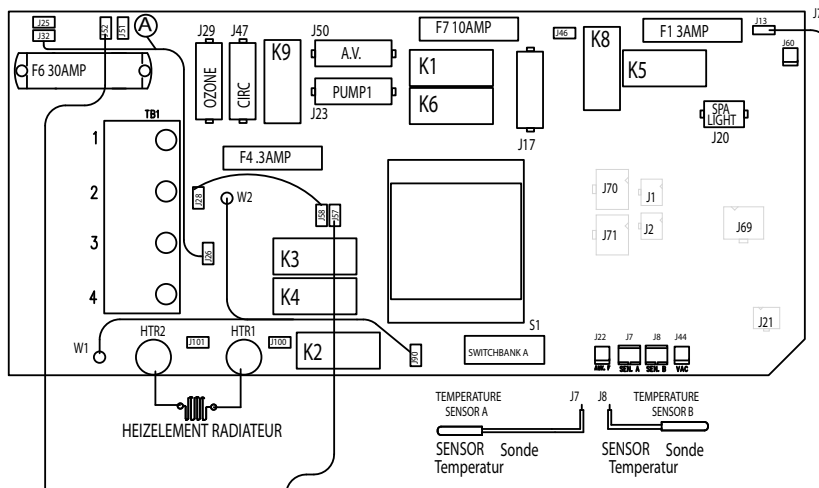 J25
J32
J52
J51
A
J29
J47
J50
F7 10AMP
J46
F1 3AMP
J13
J7
J60
F6 30AMP
OZONE
CIRC
K9
A.V.
K1
K8
K5
PUMP1
K6
J23
J17
SPA
LIGHT
J20
TB1
1
2
3
4
F4 .3AMP
J28
W2
J58
J57
J26
K3
K4
J70
J71
J1
J2
J69
J21
W1
HTR2
J101
HTR1
J100
K2
J90
S1
SWITCHBANK A
J22
J7
J8
J44
AUX. F
SEN. A
SEN. B
VAC
HEIZELEMENT RADIATEUR
TEMPERATURE
SENSOR A
J7
J8
TEMPERATURE
SENSOR B
SENSOR Sonde
Temperatur
SENSOR Sonde
Temperatur